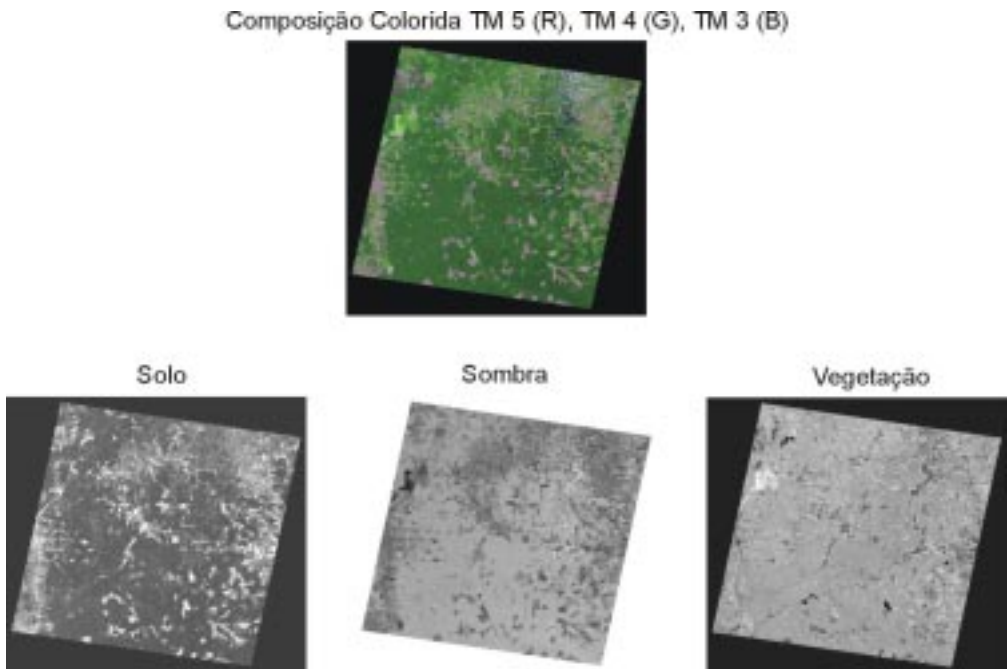 Composição Colorida TM 5 (R), TM 4 (G), TM 3 (B)
Solo
Sombra
Vegetação